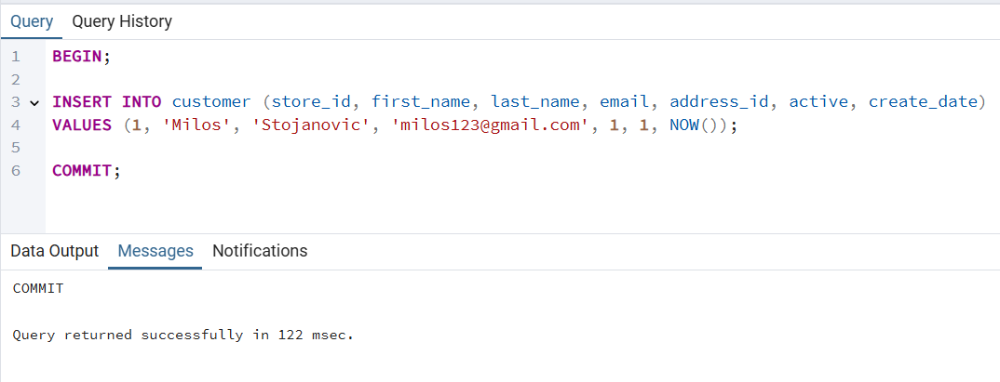 Query Query History
1 BEGIN;
2
3 INSERT INTO customer (store_id, first_name, last_name, email, address_id, active, create_date)
4 VALUES (1, 'Milos', 'Stojanovic', 'milos123@gmail.com', 1, 1, NOW());
5
6 COMMIT;
Data Output Messages Notifications
COMMIT
Query returned successfully in 122 msec.